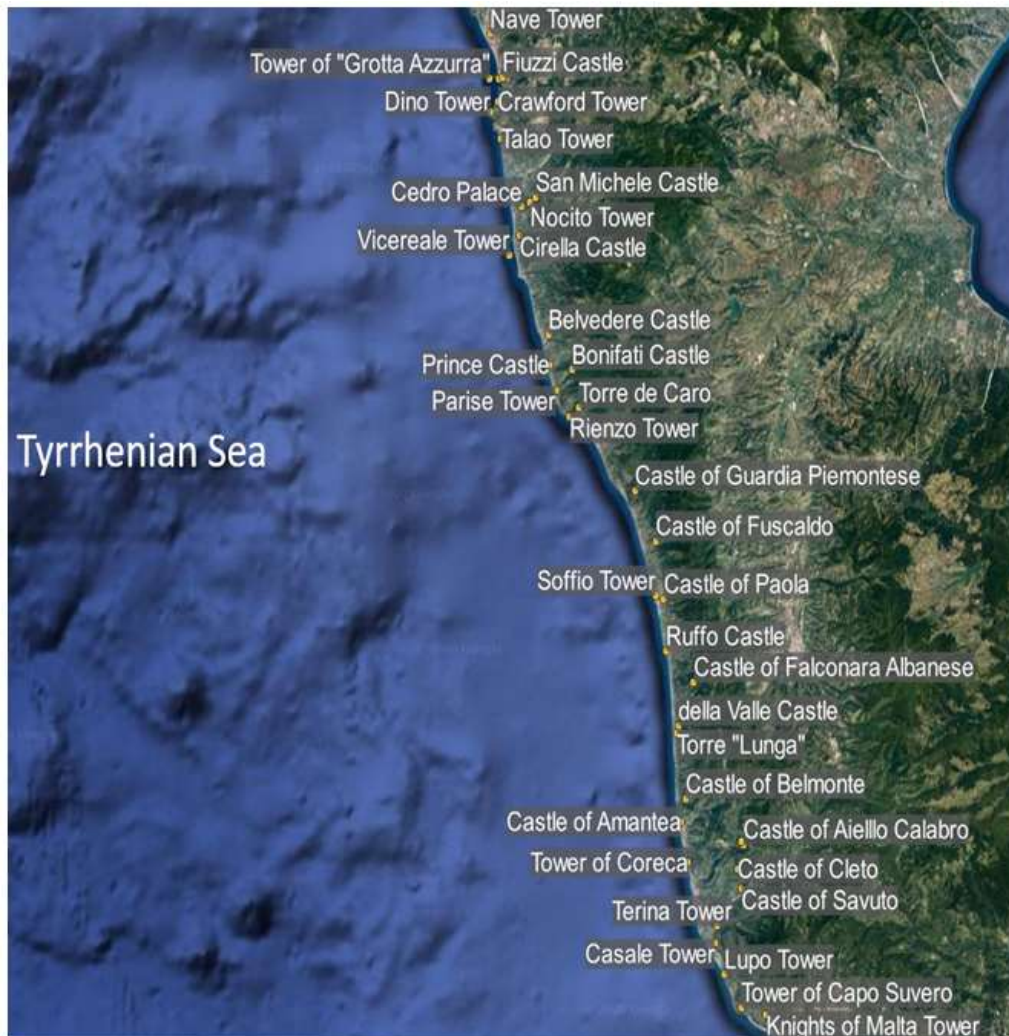 Nave Tower
Tower of "Grotta Azzurra"
Fiuzzi Castle
Dino Tower
Crawford Tower
Talao Tower
San Michele Castle
Cedro Palace
Nocito Tower
Vicereale Tower
Cirella Castle
Belvedere Castle
Bonifati Castle
Prince Castle
Torre de Caro
Parise Tower
Rienzo Tower
Tyrrhenian Sea
Castle of Guardia Piemontese
Castle of Fuscaldo
Soffio Tower
Castle of Paola
Ruffo Castle
Castle of Falconara Albanese
della Valle Castle
Torre "Lunga"
Castle of Belmonte
Castle of Amantea
Castle of Aielllo Calabro
Tower of Coreca
Castle of Cleto
Castle of Savuto
Terina Tower
Casale Tower
Lupo Tower
Tower of Capo Suvero
Knights of Malta Tower